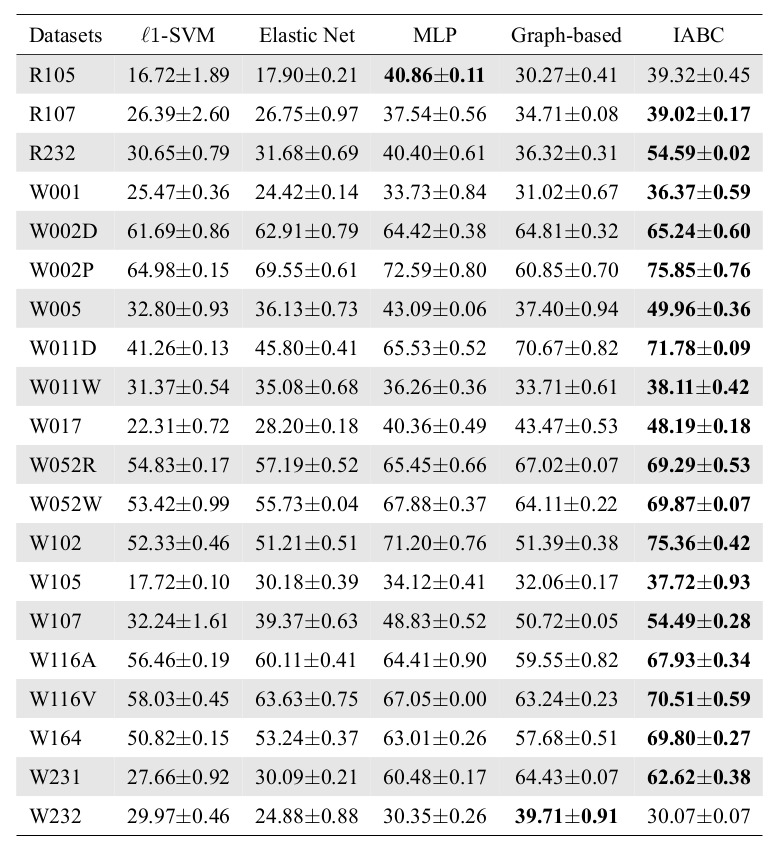 Datasets ℓ1-SVM Elastic Net MLP Graph-based IABC
R105 16.72±1.89 17.90±0.21 40.86±0.11 30.27±0.41 39.32±0.45
R107 26.39±2.60 26.75±0.97 37.54±0.56 34.71±0.08 39.02±0.17
R232 30.65±0.79 31.68±0.69 40.40±0.61 36.32±0.31 54.59±0.02
W001 25.47±0.36 24.42±0.14 33.73±0.84 31.02±0.67 36.37±0.59
W002D 61.69±0.86 62.91±0.79 64.42±0.38 64.81±0.32 65.24±0.60
W002P 64.98±0.15 69.55±0.61 72.59±0.80 60.85±0.70 75.85±0.76
W005 32.80±0.93 36.13±0.73 43.09±0.06 37.40±0.94 49.96±0.36
W011D 41.26±0.13 45.80±0.41 65.53±0.52 70.67±0.82 71.78±0.09
W011W 31.37±0.54 35.08±0.68 36.26±0.36 33.71±0.61 38.11±0.42
W017 22.31±0.72 28.20±0.18 40.36±0.49 43.47±0.53 48.19±0.18
W052R 54.83±0.17 57.19±0.52 65.45±0.66 67.02±0.07 69.29±0.53
W052W 53.42±0.99 55.73±0.04 67.88±0.37 64.11±0.22 69.87±0.07
W102 52.33±0.46 51.21±0.51 71.20±0.76 51.39±0.38 75.36±0.42
W105 17.72±0.10 30.18±0.39 34.12±0.41 32.06±0.17 37.72±0.93
W107 32.24±1.61 39.37±0.63 48.83±0.52 50.72±0.05 54.49±0.28
W116A 56.46±0.19 60.11±0.41 64.41±0.90 59.55±0.82 67.93±0.34
W116V 58.03±0.45 63.63±0.75 67.05±0.00 63.24±0.23 70.51±0.59
W164 50.82±0.15 53.24±0.37 63.01±0.26 57.68±0.51 69.80±0.27
W231 27.66±0.92 30.09±0.21 60.48±0.17 64.43±0.07 62.62±0.38
W232 29.97±0.46 24.88±0.88 30.35±0.26 39.71±0.91 30.07±0.07